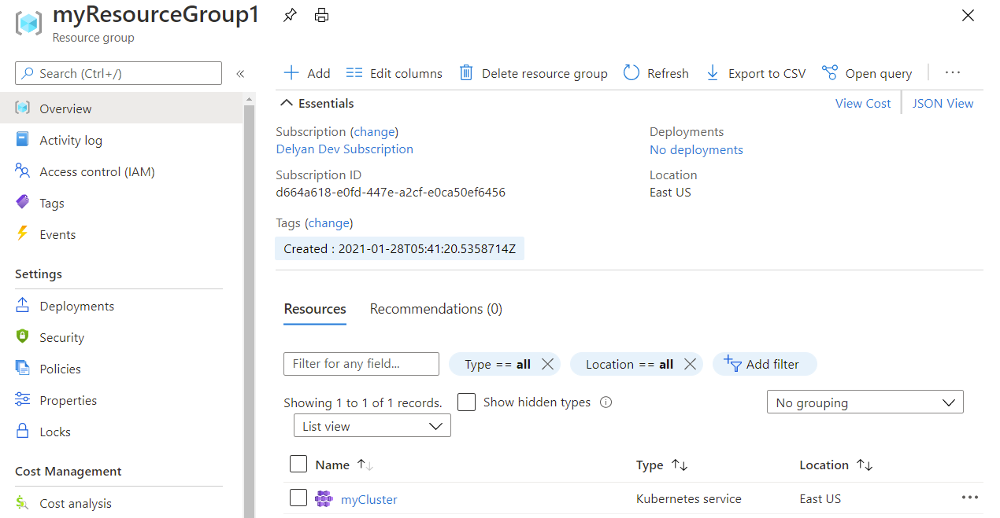 myResourceGroup1
Resource group
Search (Ctrl+/)
Overview
Activity log
Access control (IAM)
Tags
Events
Settings
Deployments
Security
Policies
Properties
Locks
Cost Management
Cost analysis
Add Edit columns Delete resource group Refresh Export to CSV Open query
Essentials View Cost JSON View
Subscription (change)
Delyan Dev Subscription
Subscription ID
d664a618-e0fd-447e-a2cf-e0ca50ef6456
Deployments
No deployments
Location
East US
Tags (change)
Created : 2021-01-28T05:41:20.5358714Z
Resources Recommendations (0)
Filter for any field... Type == all Location == all Add filter
Showing 1 to 1 of 1 records. Show hidden types No grouping
List view
Name Type Location
myCluster Kubernetes service East US